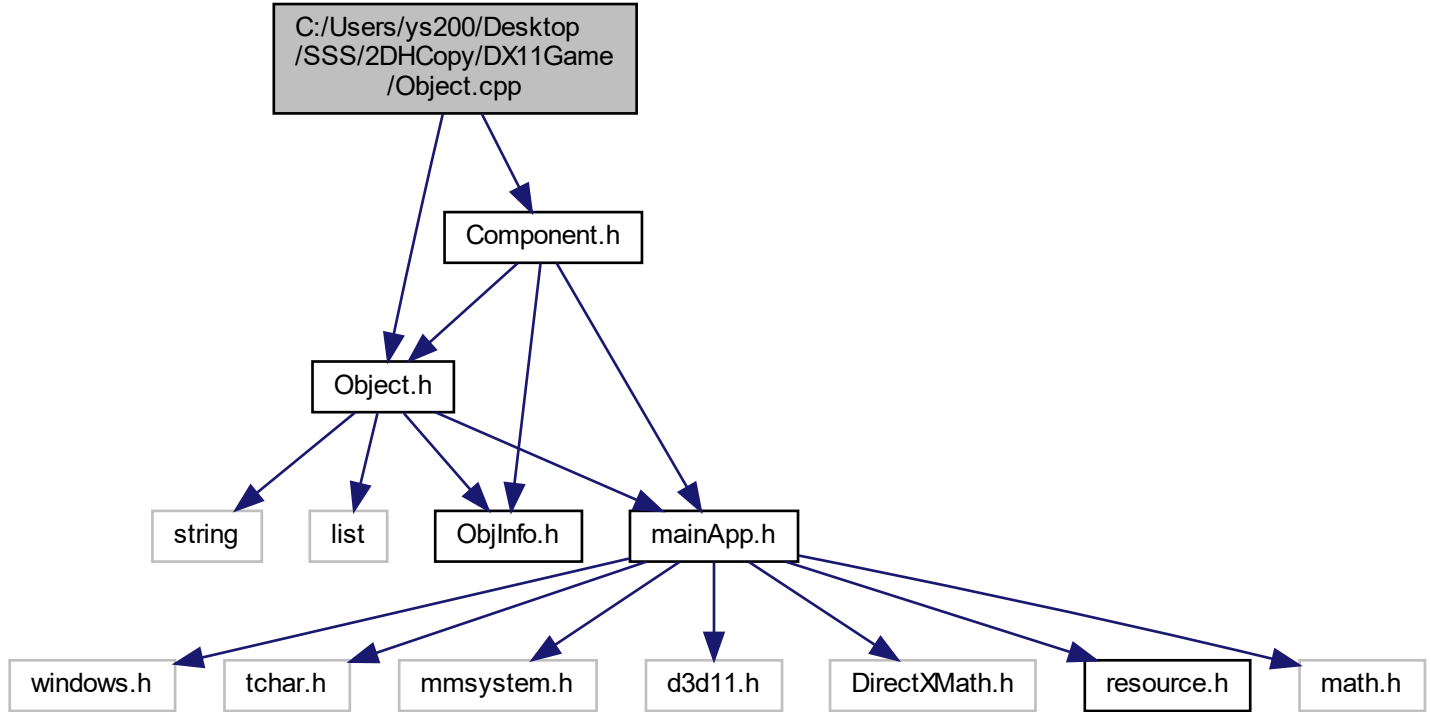 C:/Users/ys200/Desktop
/SSS/2DHCopy/DX11Game
/Object.cpp
Component.h
Object.h
string
list
ObjInfo.h
mainApp.h
windows.h
tchar.h
mmsystem.h
d3d11.h
DirectXMath.h
resource.h
math.h